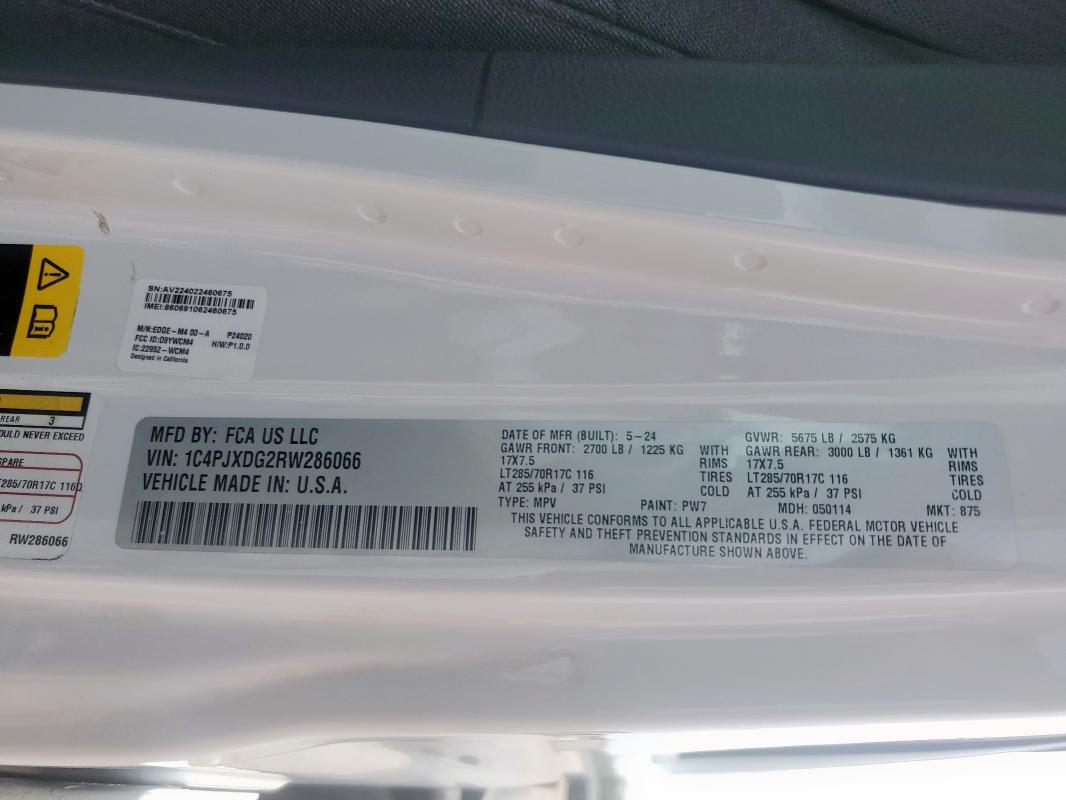 SN:AV224022460675
IMEI:860691062460675
M/N:EDGE-M4 00-A P24020
FCC ID:O9YWCM4 H/W:P1.0.0
IC:22952-WCM4
Designed in California
REAR 3
OULD NEVER EXCEED
SPARE
LT285/70R17C 116Q
kPa / 37 PSI
RW286066
MFD BY: FCA US LLC
VIN: 1C4PJXDG2RW286066
VEHICLE MADE IN: U.S.A.
DATE OF MFR (BUILT): 5-24 GVWR: 5675 LB / 2575 KG
GAWR FRONT: 2700 LB / 1225 KG WITH GAWR REAR: 3000 LB / 1361 KG WITH
17X7.5 RIMS 17X7.5 RIMS
LT285/70R17C 116 TIRES LT285/70R17C 116 TIRES
AT 255 kPa / 37 PSI COLD AT 255 kPa / 37 PSI COLD
TYPE: MPV PAINT: PW7 MDH: 050114 MKT: 875
THIS VEHICLE CONFORMS TO ALL APPLICABLE U.S.A. FEDERAL MOTOR VEHICLE
SAFETY AND THEFT PREVENTION STANDARDS IN EFFECT ON THE DATE OF
MANUFACTURE SHOWN ABOVE.